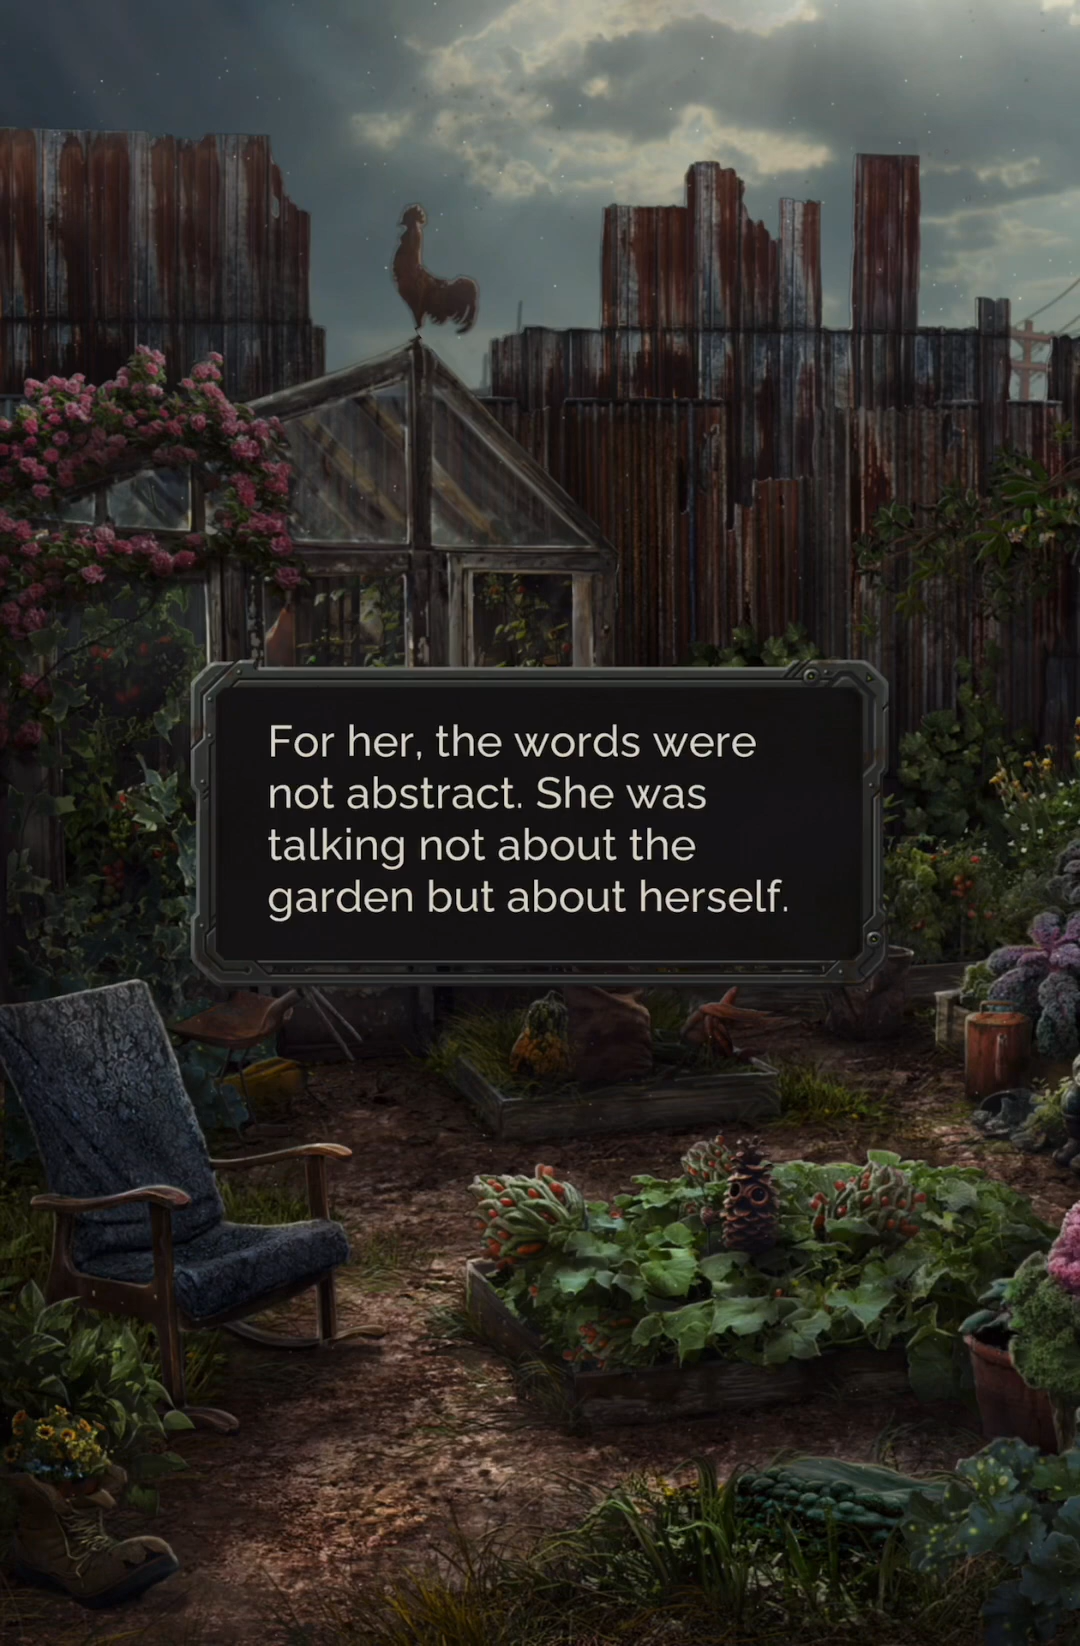 For her, the words were
not abstract. She was
talking not about the
garden but about herself.